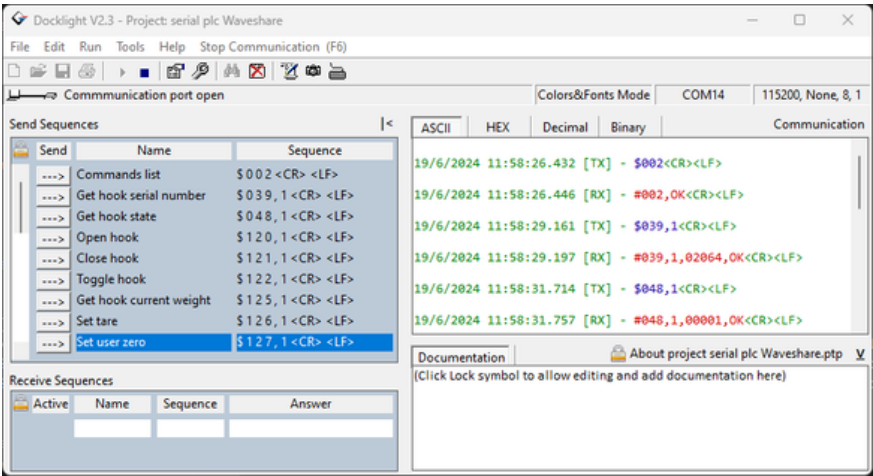 Docklight V2.3 - Project: serial plc Waveshare
File Edit Run Tools Help Stop Communication (F6)
Commmunication port open
Colors&Fonts Mode COM14 115200, None, 8, 1
Send Sequences |<
Send Name Sequence
---> Commands list $002<CR> <LF>
---> Get hook serial number $039,1<CR> <LF>
---> Get hook state $048,1<CR> <LF>
---> Open hook $120,1<CR> <LF>
---> Close hook $121,1<CR> <LF>
---> Toggle hook $122,1<CR> <LF>
---> Get hook current weight $125,1<CR> <LF>
---> Set tare $126,1<CR> <LF>
---> Set user zero $127,1<CR> <LF>
Receive Sequences
Active Name Sequence Answer
ASCII HEX Decimal Binary Communication
19/6/2024 11:58:26.432 [TX] - $002<CR><LF>
19/6/2024 11:58:26.446 [RX] - #002,OK<CR><LF>
19/6/2024 11:58:29.161 [TX] - $039,1<CR><LF>
19/6/2024 11:58:29.197 [RX] - #039,1,02064,OK<CR><LF>
19/6/2024 11:58:31.714 [TX] - $048,1<CR><LF>
19/6/2024 11:58:31.757 [RX] - #048,1,00001,OK<CR><LF>
Documentation About project serial plc Waveshare.ptp V
(Click Lock symbol to allow editing and add documentation here)